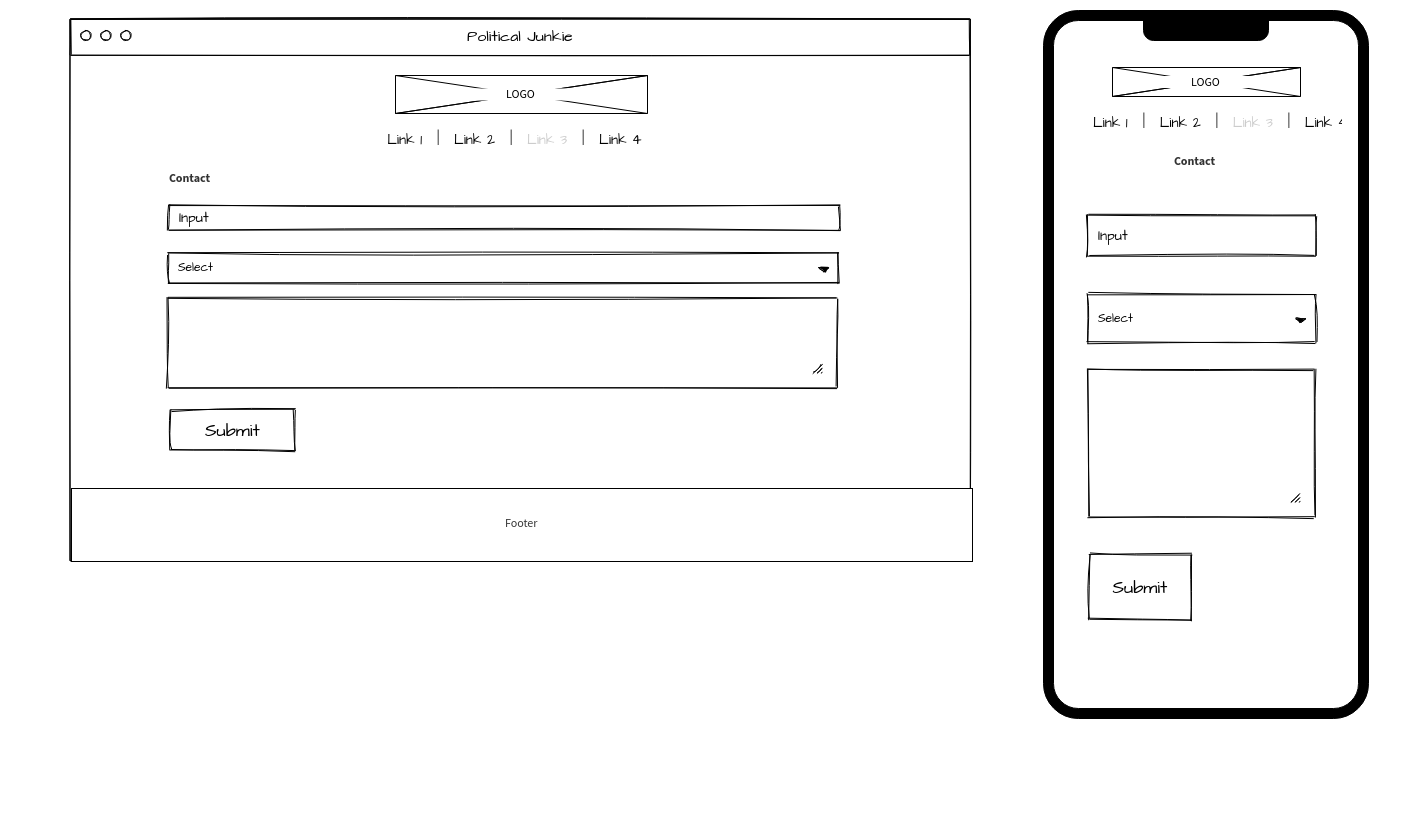 Political Junkie
LOGO
Link 1 | Link 2 | Link 3 | Link 4
Contact
Input
Select
Submit
Footer
LOGO
Link 1 | Link 2 | Link 3 | Link 4
Contact
Input
Select
Submit